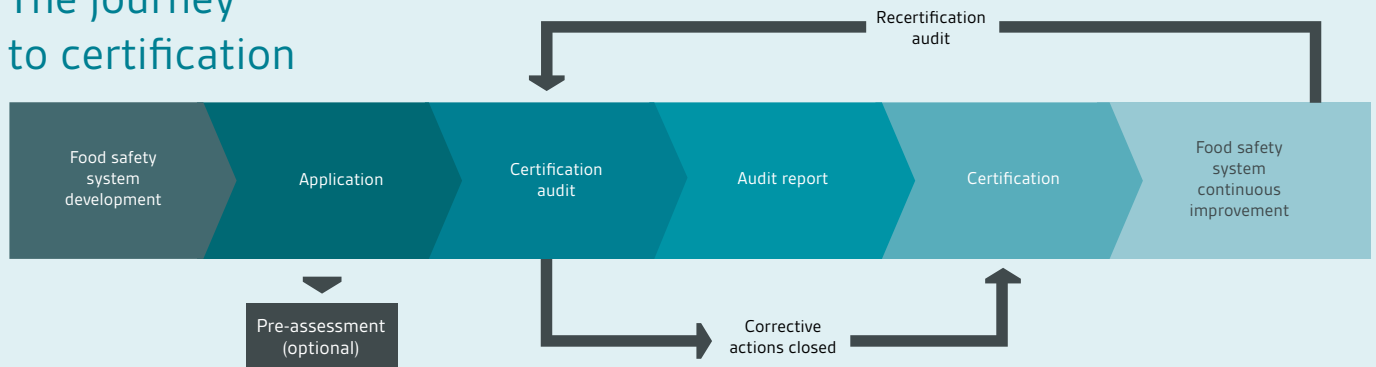 The journey
to certification
Recertification
audit
Food safety
system
development
Application
Certification
audit
Audit report
Certification
Food safety
system
continuous
improvement
Pre-assessment
(optional)
Corrective
actions closed